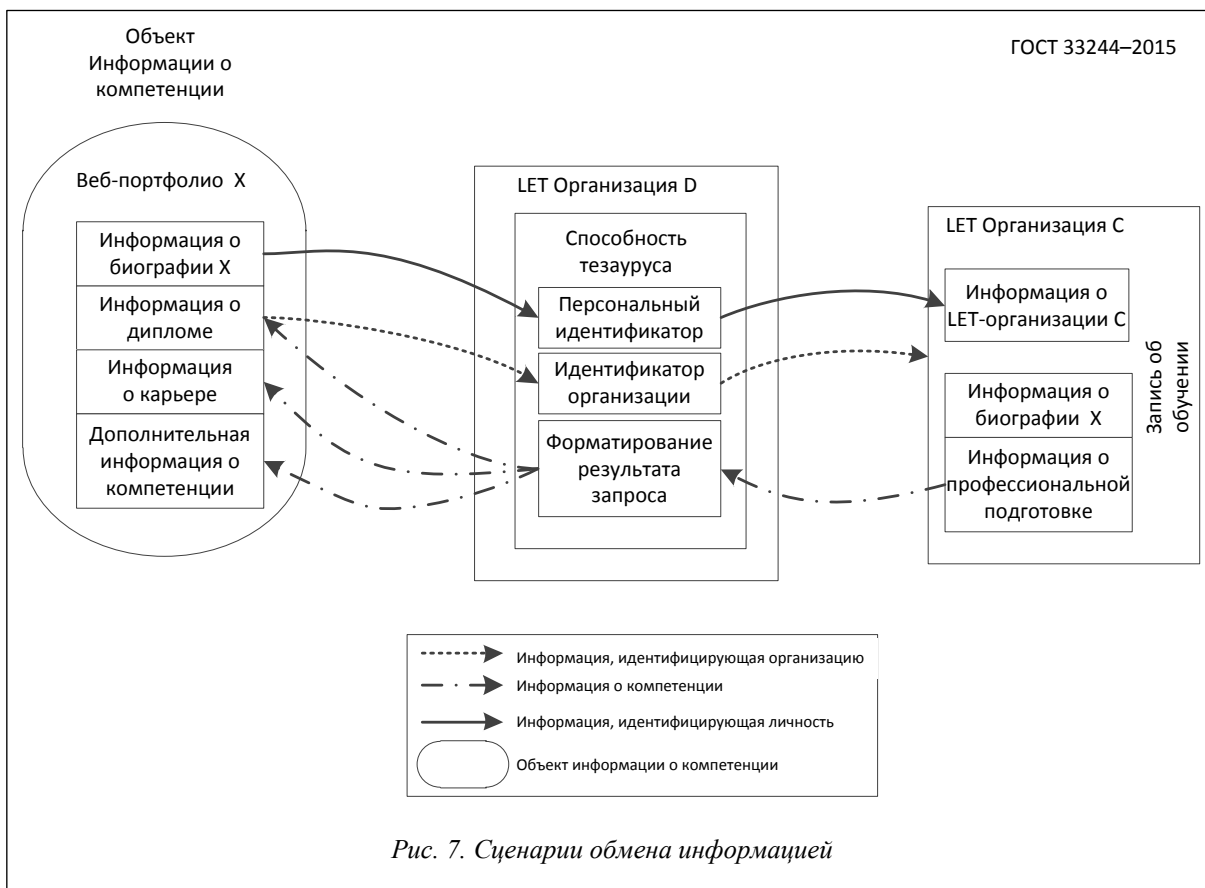 Объект
Информации о
компетенции
ГОСТ 33244–2015
Веб-портфолио X
Информация о
биографии X
Информация о
дипломе
Информация
о карьере
Дополнительная
информация о
компетенции
LET Организация D
Способность
тезауруса
Персональный
идентификатор
Идентификатор
организации
Форматирование
результата
запроса
LET Организация C
Информация о
LET-организации C
Информация о
биографии X
Информация о
профессиональной
подготовке
Запись об
обучении
Информация, идентифицирующая организацию
Информация о компетенции
Информация, идентифицирующая личность
Объект информации о компетенции
Рис. 7. Сценарии обмена информацией